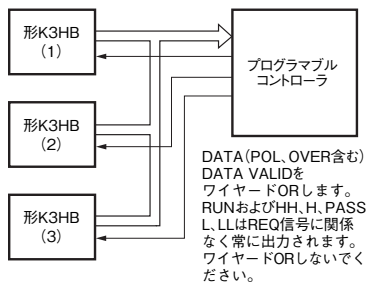 形K3HB
(1)
形K3HB
(2)
形K3HB
(3)
プログラマブル
コントローラ
DATA(POL、OVER含む)
DATA VALIDを
ワイヤードORします。
RUNおよびHH、H、PASS
L、LLはREQ信号に関係
なく常に出力されます。
ワイヤードORしないでく
ださい。